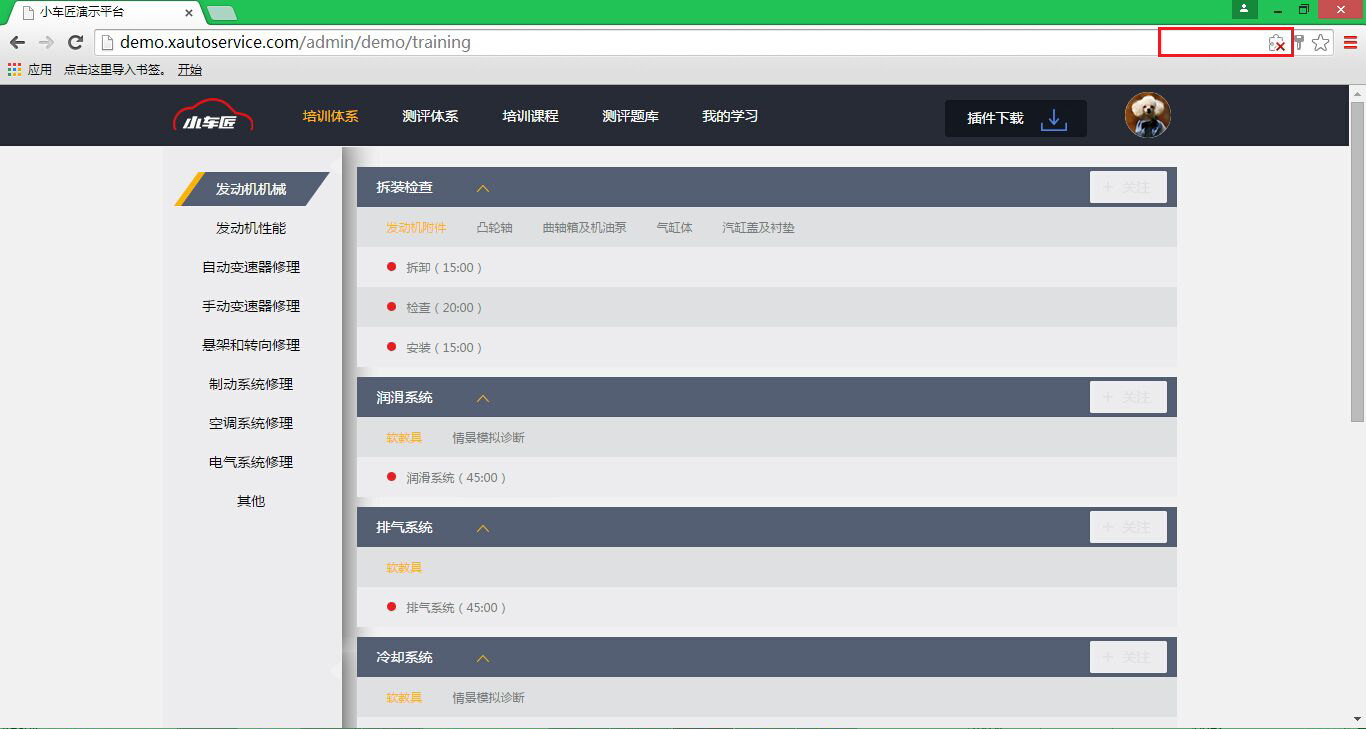 小车匠演示平台
demo.xautoservice.com/admin/demo/training
应用 点击这里导入书签。 开始
小车匠 培训体系 测评体系 培训课程 测评题库 我的学习 插件下载
发动机机械
发动机性能
自动变速器修理
手动变速器修理
悬架和转向修理
制动系统修理
空调系统修理
电气系统修理
其他
拆装检查 + 关注
发动机附件 凸轮轴 曲轴箱及机油泵 气缸体 汽缸盖及衬垫
拆卸 ( 15:00 )
检查 ( 20:00 )
安装 ( 15:00 )
润滑系统 + 关注
软教具 情景模拟诊断
润滑系统 ( 45:00 )
排气系统 + 关注
软教具
排气系统 ( 45:00 )
冷却系统 + 关注
软教具 情景模拟诊断